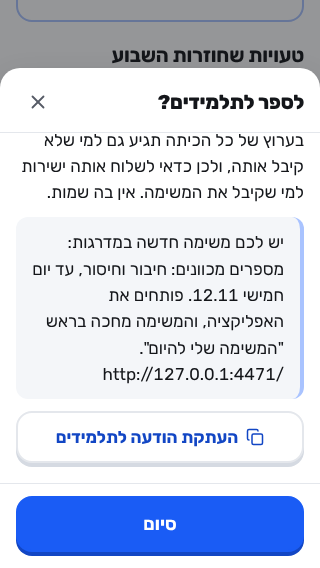 טעויות שחוזרות השבוע
לספר לתלמידים?
בערוץ של כל הכיתה תגיע גם למי שלא
קיבל אותה, ולכן כדאי לשלוח אותה ישירות
למי שקיבל את המשימה. אין בה שמות.
יש לכם משימה חדשה במדרגות:
מספרים מכוונים: חיבור וחיסור, עד יום
חמישי 12.11. פותחים את
האפליקציה, והמשימה מחכה בראש
"המשימה שלי להיום".
http://127.0.0.1:4471/
העתקת הודעה לתלמידים
סיום